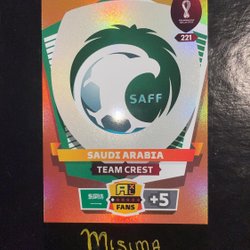 221
SAFF
SAUDI ARABIA
TEAM CREST
FANS
+5
MISIMA